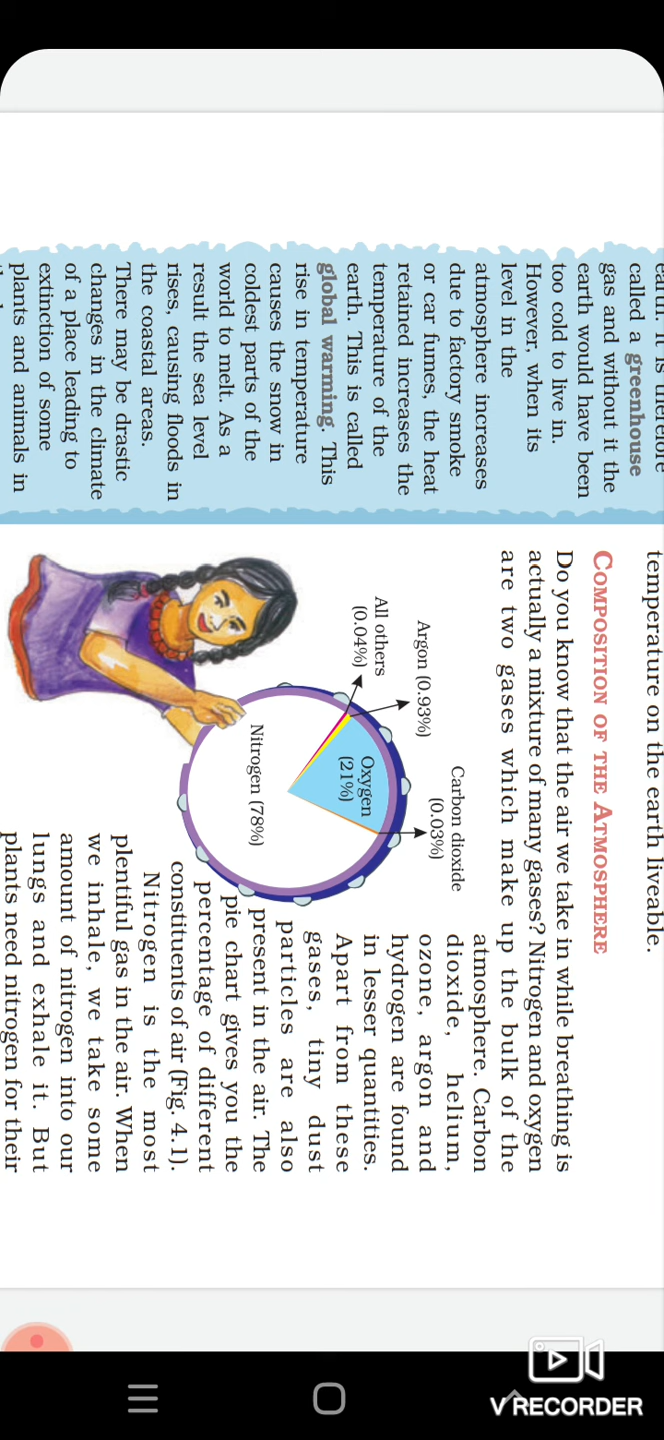 earth. It is therefore
called a greenhouse
gas and without it the
earth would have been
too cold to live in.
However, when its
level in the
atmosphere increases
due to factory smoke
or car fumes, the heat
retained increases the
temperature of the
earth. This is called
global warming. This
rise in temperature
causes the snow in
coldest parts of the
world to melt. As a
result the sea level
rises, causing floods in
the coastal areas.
There may be drastic
changes in the climate
of a place leading to
extinction of some
plants and animals in
temperature on the earth liveable.
COMPOSITION OF THE ATMOSPHERE
Do you know that the air we take in while breathing is
actually a mixture of many gases? Nitrogen and oxygen
are two gases which make up the bulk of the
atmosphere. Carbon
dioxide, helium,
ozone, argon and
hydrogen are found
in lesser quantities.
Apart from these
gases, tiny dust
particles are also
present in the air. The
pie chart gives you the
percentage of different
constituents of air (Fig. 4.1).
Nitrogen is the most
plentiful gas in the air. When
we inhale, we take some
amount of nitrogen into our
lungs and exhale it. But
plants need nitrogen for their
Carbon dioxide
(0.03%)
Argon (0.93%)
All others
(0.04%)
Oxygen
(21%)
Nitrogen (78%)
V RECORDER